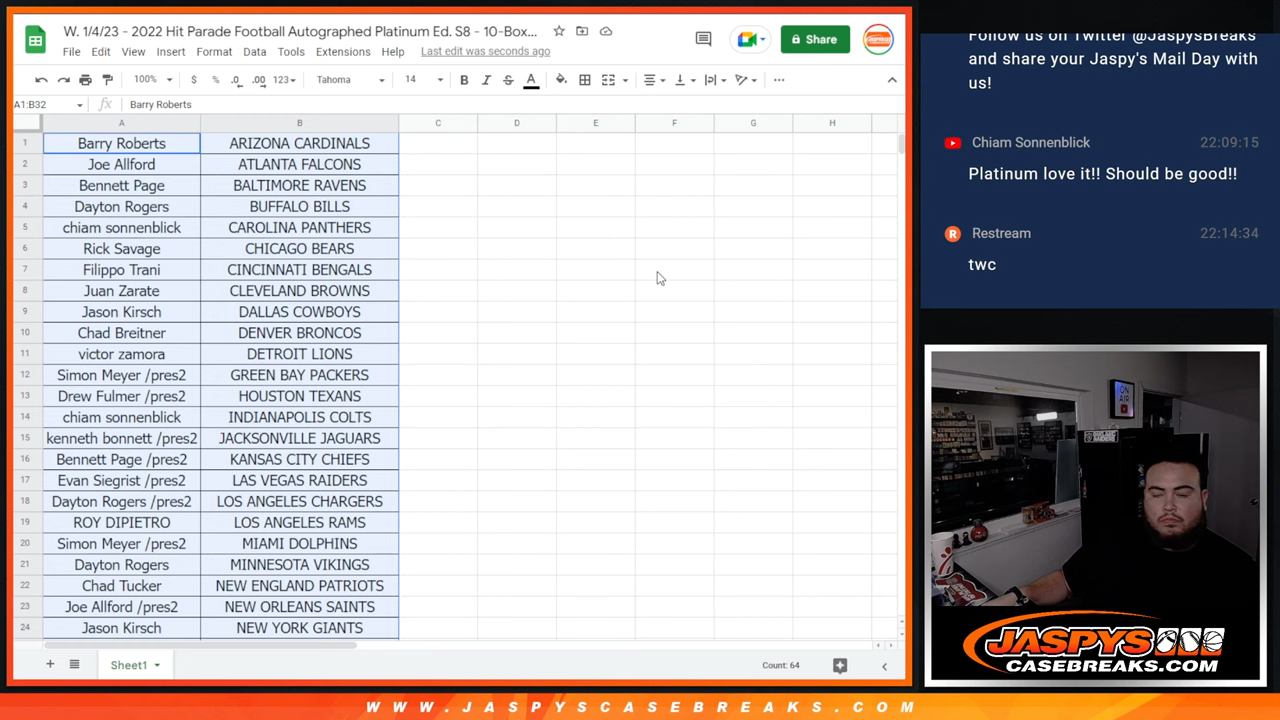 W. 1/4/23 - 2022 Hit Parade Football Autographed Platinum Ed. S8 - 10-Box...
File Edit View Insert Format Data Tools Extensions Help Last edit was seconds ago
Share
100% $ % .0 .00 123 Tahoma 14 B I S A
A1:B32 fx Barry Roberts
A B C D E F G H
1 Barry Roberts ARIZONA CARDINALS
2 Joe Allford ATLANTA FALCONS
3 Bennett Page BALTIMORE RAVENS
4 Dayton Rogers BUFFALO BILLS
5 chiam sonnenblick CAROLINA PANTHERS
6 Rick Savage CHICAGO BEARS
7 Filippo Trani CINCINNATI BENGALS
8 Juan Zarate CLEVELAND BROWNS
9 Jason Kirsch DALLAS COWBOYS
10 Chad Breitner DENVER BRONCOS
11 victor zamora DETROIT LIONS
12 Simon Meyer /pres2 GREEN BAY PACKERS
13 Drew Fulmer /pres2 HOUSTON TEXANS
14 chiam sonnenblick INDIANAPOLIS COLTS
15 kenneth bonnett /pres2 JACKSONVILLE JAGUARS
16 Bennett Page /pres2 KANSAS CITY CHIEFS
17 Evan Siegrist /pres2 LAS VEGAS RAIDERS
18 Dayton Rogers /pres2 LOS ANGELES CHARGERS
19 ROY DIPIETRO LOS ANGELES RAMS
20 Simon Meyer /pres2 MIAMI DOLPHINS
21 Dayton Rogers MINNESOTA VIKINGS
22 Chad Tucker NEW ENGLAND PATRIOTS
23 Joe Allford /pres2 NEW ORLEANS SAINTS
24 Jason Kirsch NEW YORK GIANTS
Sheet1 Count: 64
Follow us on Twitter @JaspysBreaks
and share your Jaspy's Mail Day with
us!
Chiam Sonnenblick 22:09:15
Platinum love it!! Should be good!!
Restream 22:14:34
twc
ON
AIR
JASPYS
CASEBREAKS.COM
WWW.JASPYSCASEBREAKS.COM